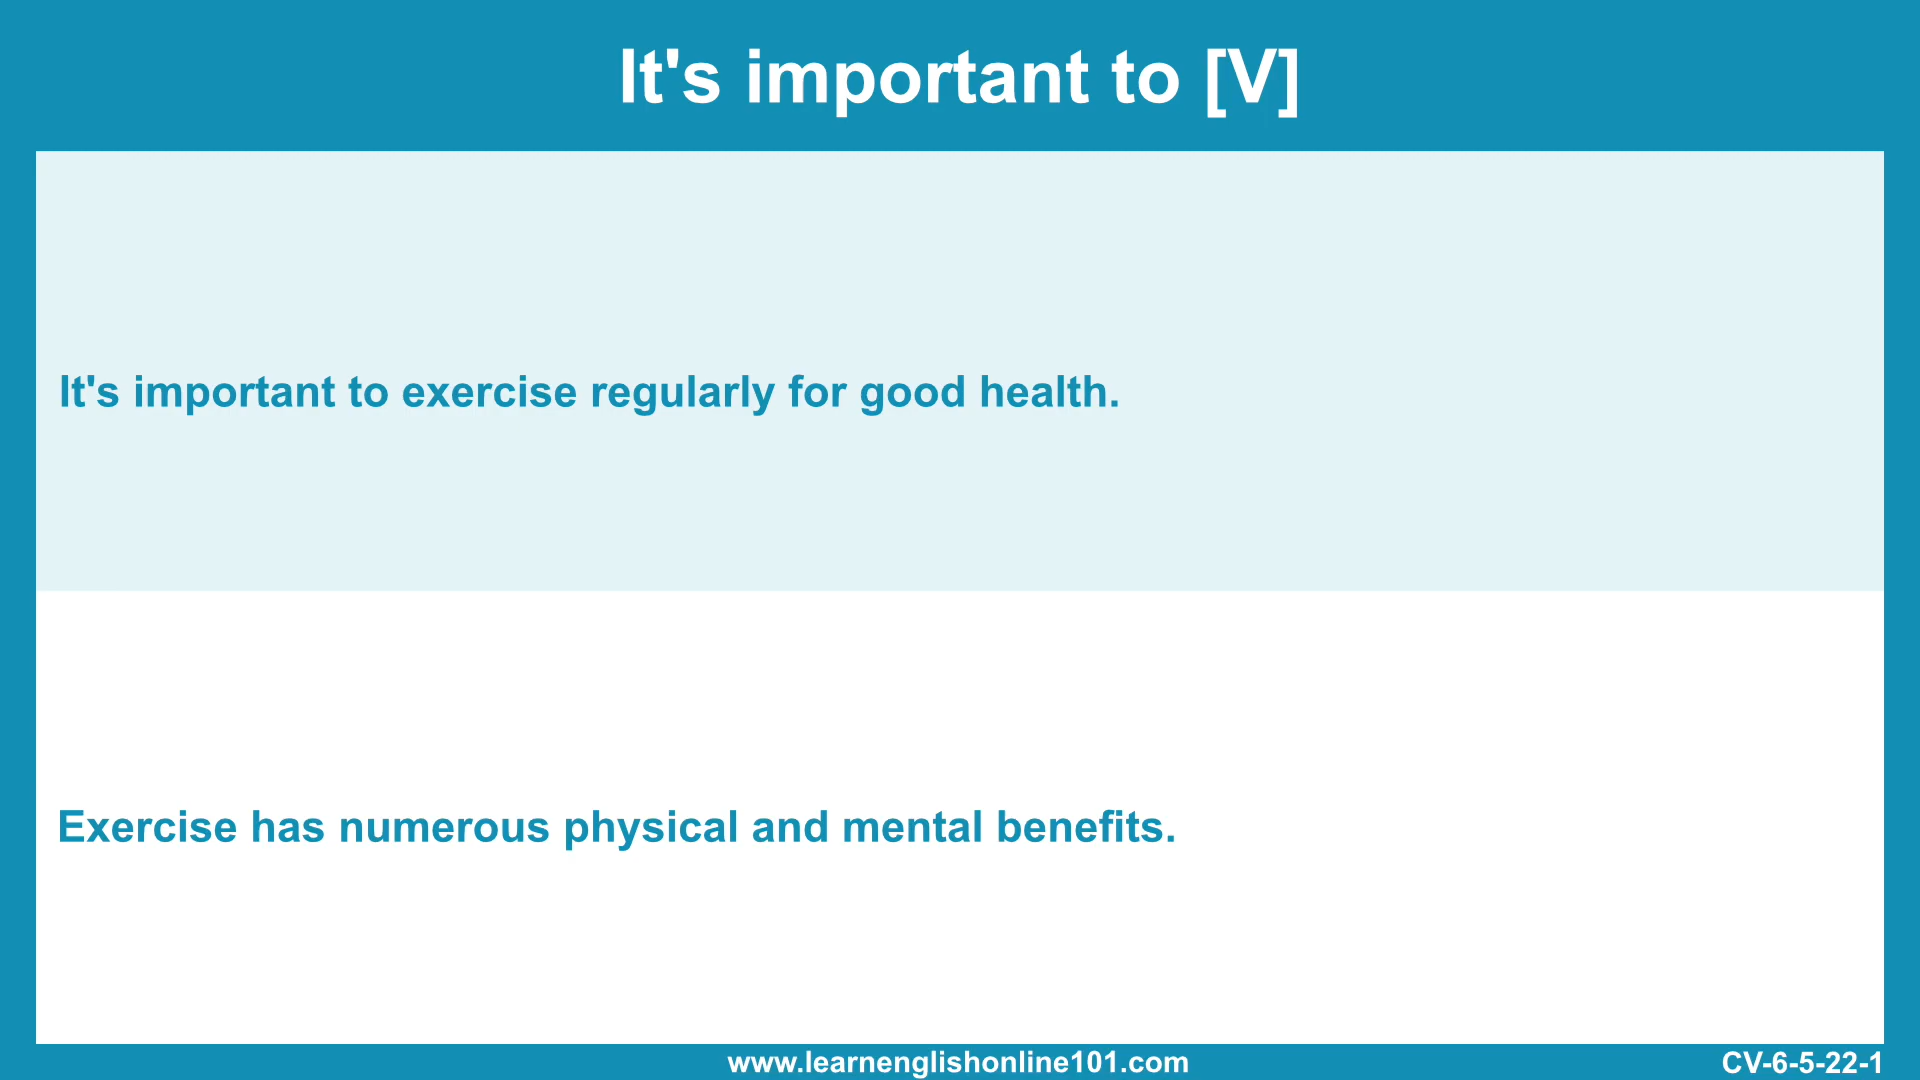 It's important to [V]
It's important to exercise regularly for good health.
Exercise has numerous physical and mental benefits.
www.learnenglishonline101.com
CV-6-5-22-1